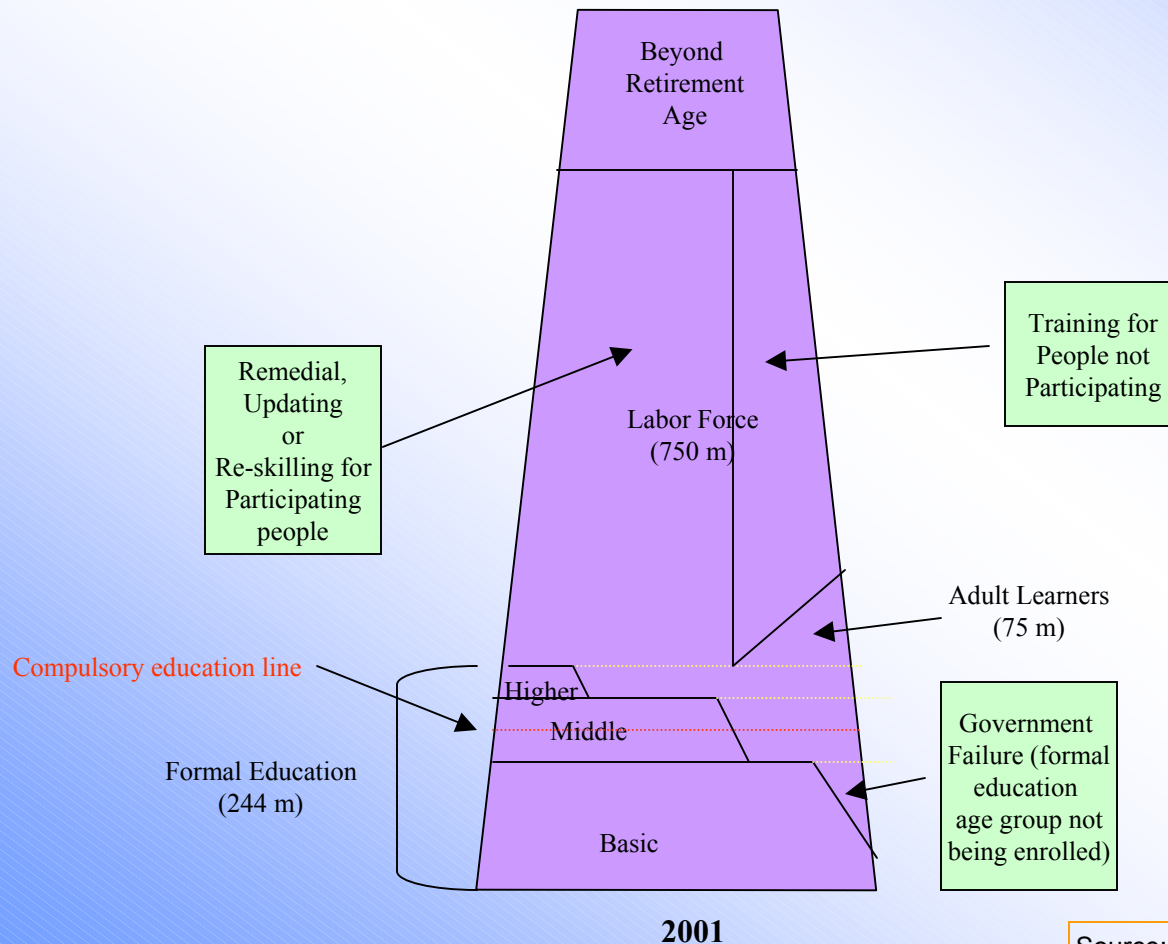 Beyond
Retirement
Age
Training for
People not
Participating
Remedial,
Updating
or
Re-skilling for
Participating
people
Labor Force
(750 m)
Adult Learners
(75 m)
Compulsory education line
Higher
Middle
Government
Failure (formal
education
age group not
being enrolled)
Formal Education
(244 m)
Basic
2001
Source: